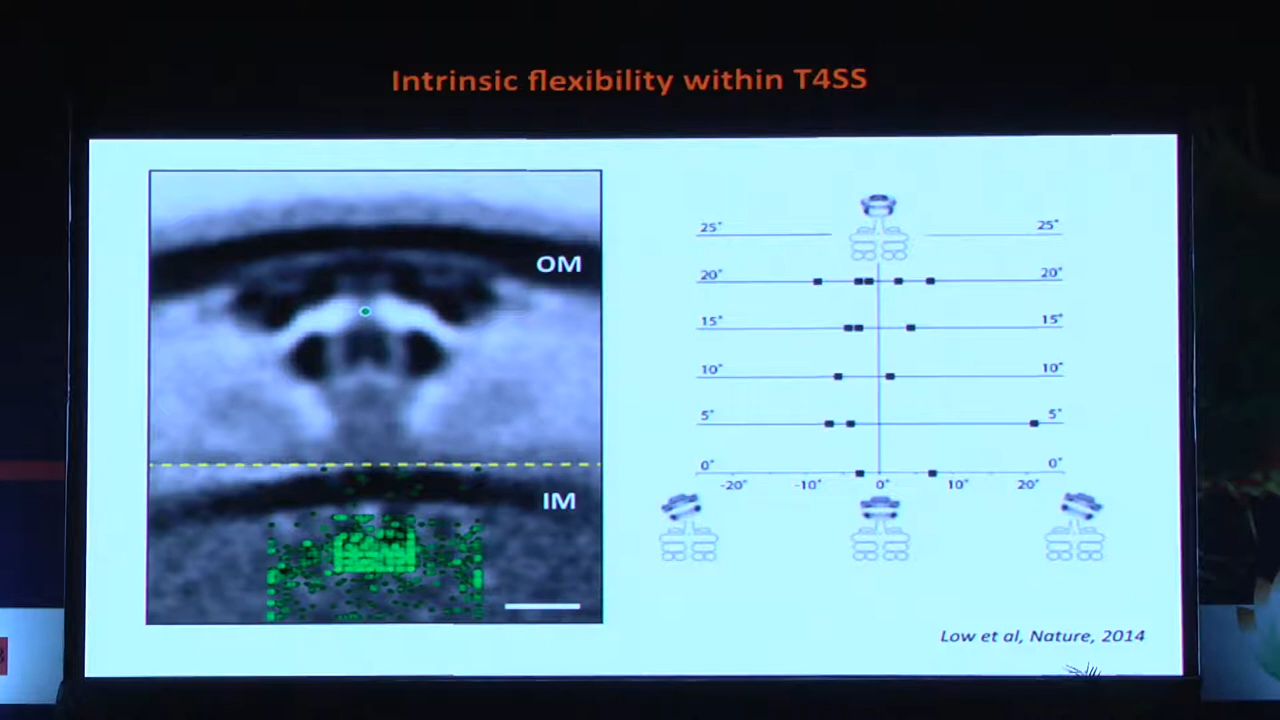 Intrinsic flexibility within T4SS
OM
IM
25° 25°
20° 20°
15° 15°
10° 10°
5° 5°
0° 0°
-20° -10° 0° 10° 20°
Low et al, Nature, 2014